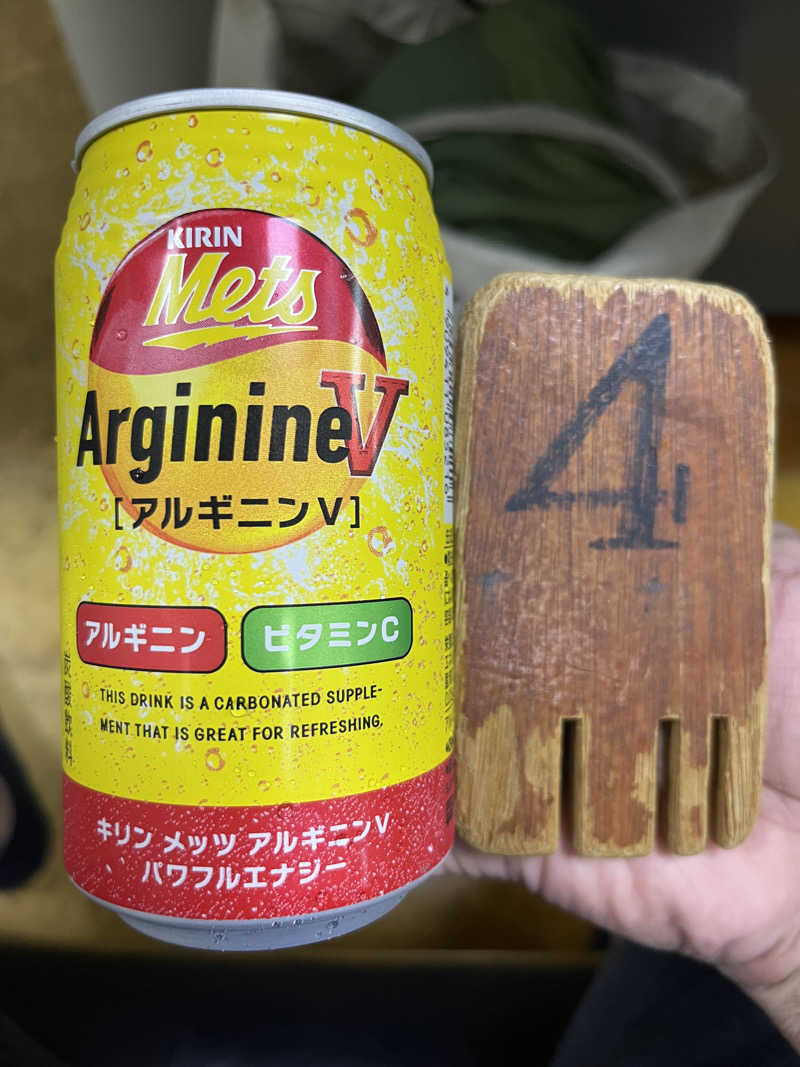 KIRIN
Mets
Arginine V
[アルギニンV]
アルギニン
ビタミンC
THIS DRINK IS A CARBONATED SUPPLE-
MENT THAT IS GREAT FOR REFRESHING.
キリン メッツ アルギニンV
パワフルエナジー
4